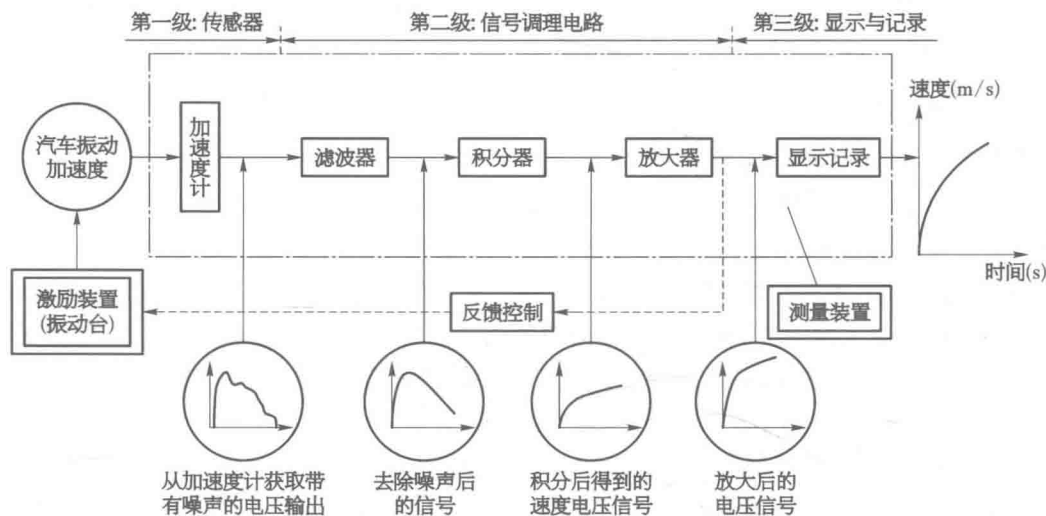 第一级: 传感器
第二级: 信号调理电路
第三级: 显示与记录
汽车振动
加速度
加速度计
滤波器
积分器
放大器
显示记录
速度(m/s)
时间(s)
激励装置
(振动台)
反馈控制
测量装置
从加速度计获取带
有噪声的电压输出
去除噪声后
的信号
积分后得到的
速度电压信号
放大后的
电压信号